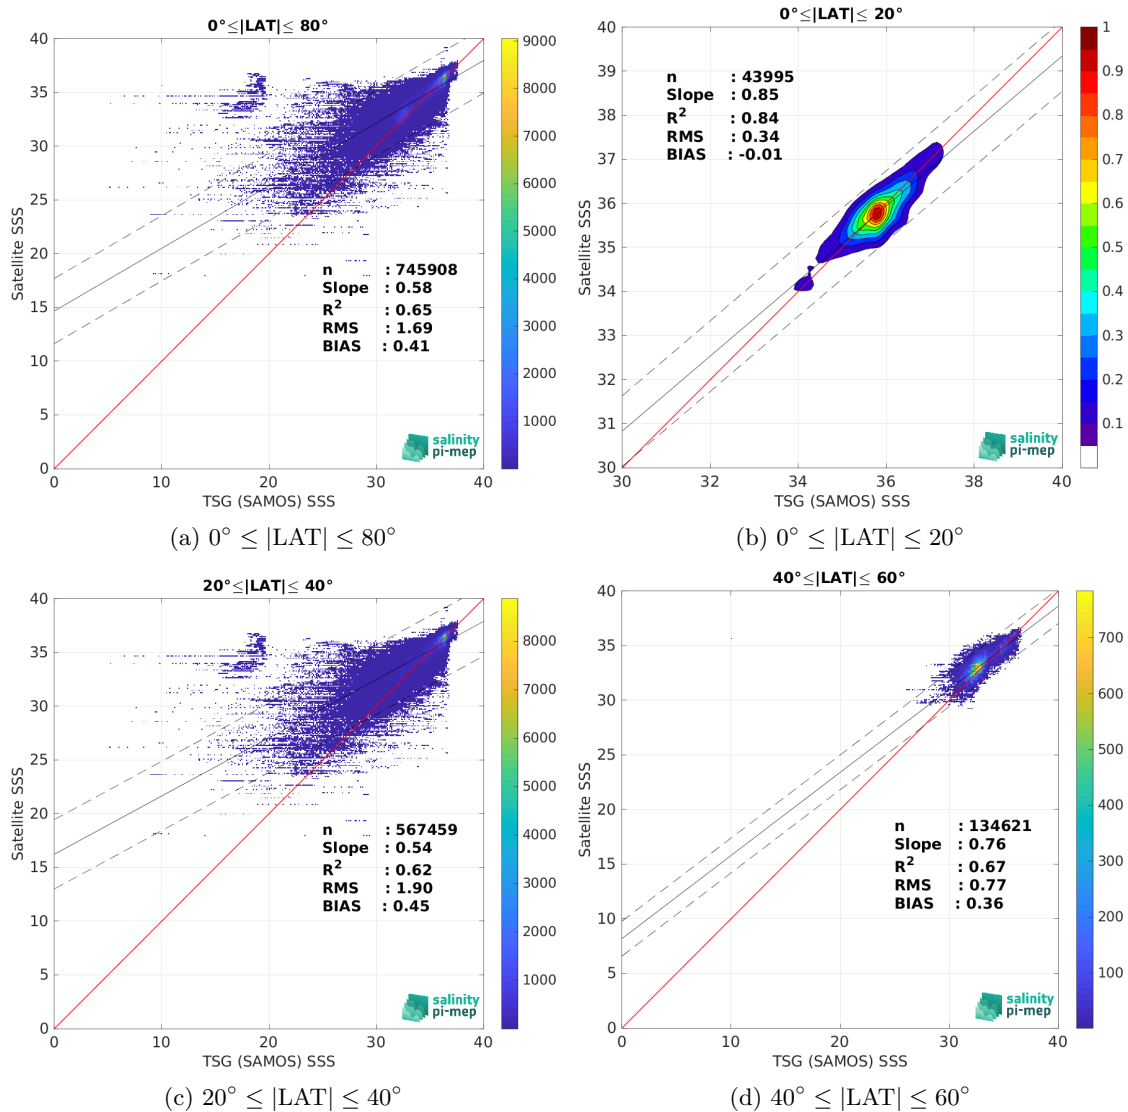 0°≤|LAT|≤ 80°
40
35
30
25
20
15
10
5
0
Satellite SSS
n : 745908
Slope : 0.58
R² : 0.65
RMS : 1.69
BIAS : 0.41
salinity
pi-mep
0 10 20 30 40
TSG (SAMOS) SSS
9000
8000
7000
6000
5000
4000
3000
2000
1000
(a) 0° ≤ |LAT| ≤ 80°
0°≤|LAT|≤ 20°
40
39
38
37
36
35
34
33
32
31
30
Satellite SSS
n : 43995
Slope : 0.85
R² : 0.84
RMS : 0.34
BIAS : -0.01
salinity
pi-mep
30 32 34 36 38 40
TSG (SAMOS) SSS
1
0.9
0.8
0.7
0.6
0.5
0.4
0.3
0.2
0.1
(b) 0° ≤ |LAT| ≤ 20°
20°≤|LAT|≤ 40°
40
35
30
25
20
15
10
5
0
Satellite SSS
n : 567459
Slope : 0.54
R² : 0.62
RMS : 1.90
BIAS : 0.45
salinity
pi-mep
0 10 20 30 40
TSG (SAMOS) SSS
8000
7000
6000
5000
4000
3000
2000
1000
(c) 20° ≤ |LAT| ≤ 40°
40°≤|LAT|≤ 60°
40
35
30
25
20
15
10
5
0
Satellite SSS
n : 134621
Slope : 0.76
R² : 0.67
RMS : 0.77
BIAS : 0.36
salinity
pi-mep
0 10 20 30 40
TSG (SAMOS) SSS
700
600
500
400
300
200
100
(d) 40° ≤ |LAT| ≤ 60°